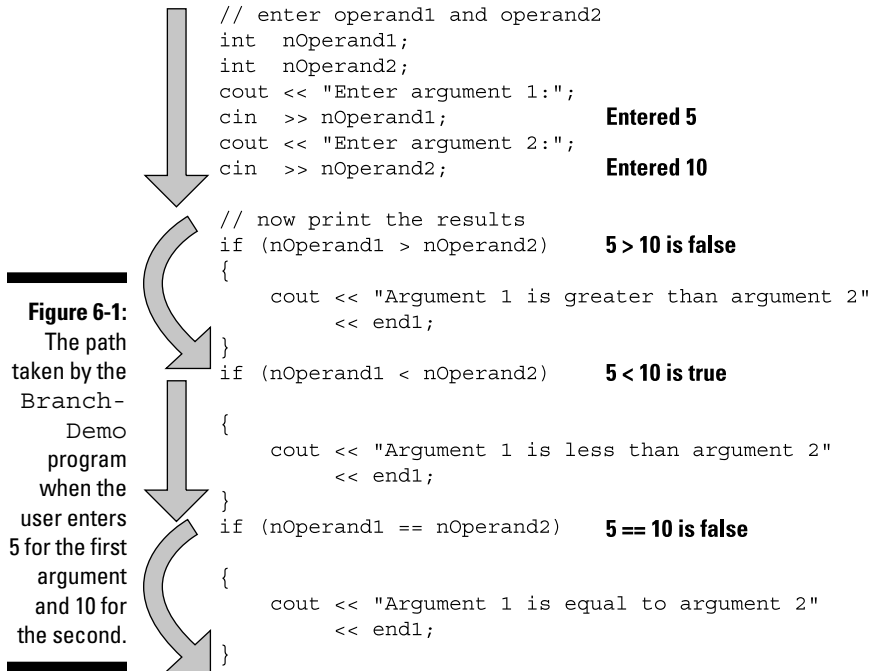 // enter operand1 and operand2
int  nOperand1;
int  nOperand2;
cout << "Enter argument 1:";
cin  >> nOperand1; Entered 5
cout << "Enter argument 2:";
cin  >> nOperand2; Entered 10
// now print the results
if (nOperand1 > nOperand2) 5 > 10 is false
{
cout << "Argument 1 is greater than argument 2"
<< end1;
}
if (nOperand1 < nOperand2) 5 < 10 is true
{
cout << "Argument 1 is less than argument 2"
<< end1;
}
if (nOperand1 == nOperand2) 5 == 10 is false
{
cout << "Argument 1 is equal to argument 2"
<< end1;
}
Figure 6-1:
The path
taken by the
Branch-
Demo
program
when the
user enters
5 for the first
argument
and 10 for
the second.